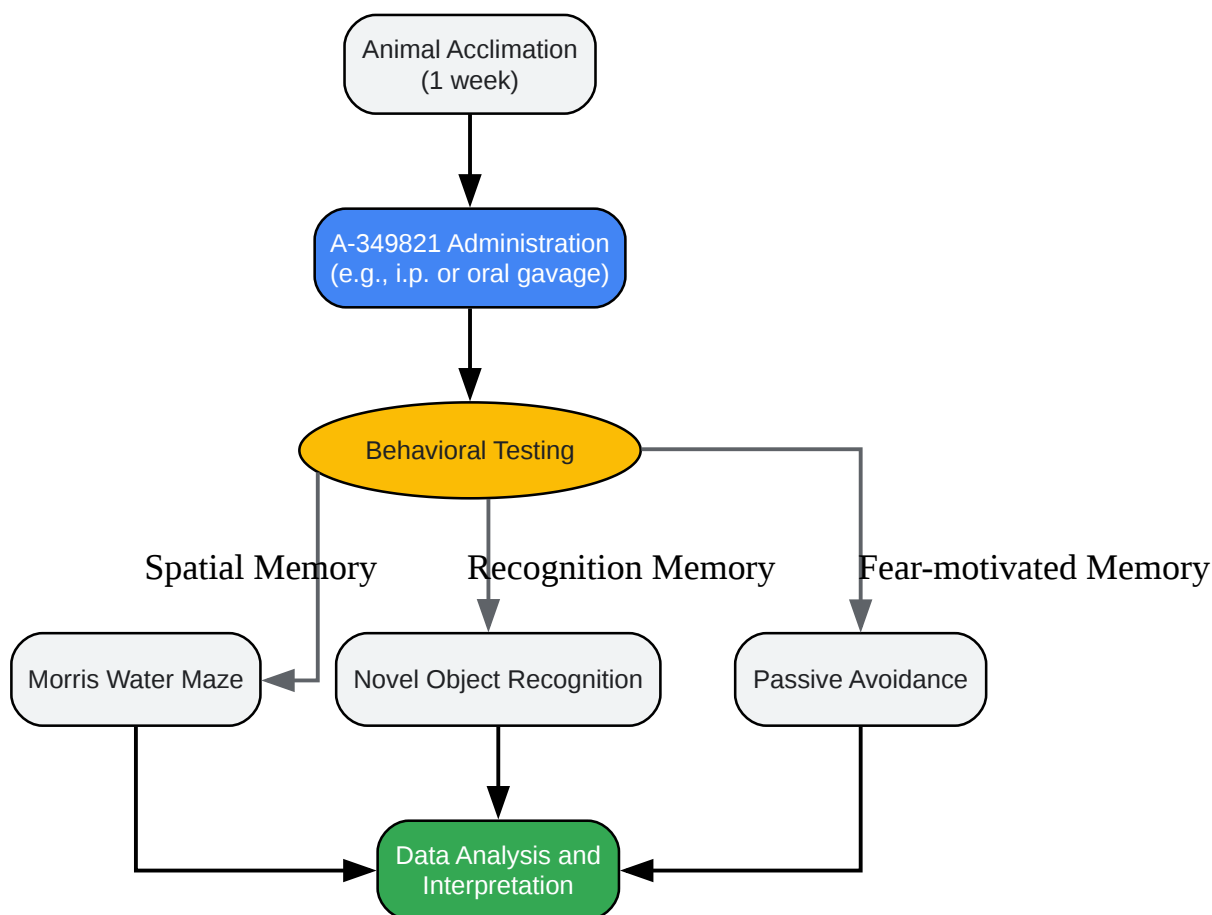 Animal Acclimation
(1 week)
A-349821 Administration
(e.g., i.p. or oral gavage)
Behavioral Testing
Spatial Memory
Recognition Memory
Fear-motivated Memory
Morris Water Maze
Novel Object Recognition
Passive Avoidance
Data Analysis and
Interpretation